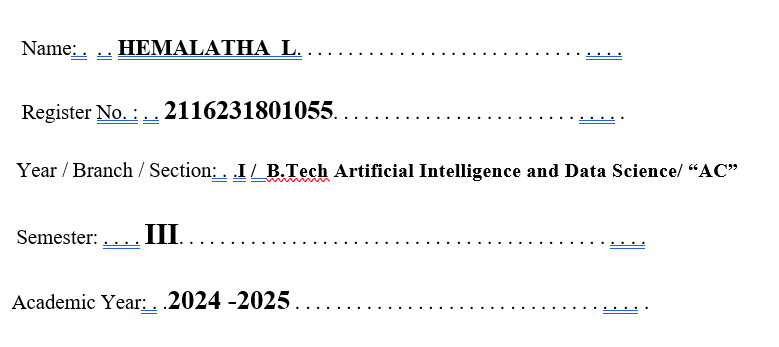 Name: . . . HEMALATHA L. . . . . . . . . . . . . . . . . . . . . . . . . . . . . . . .
Register No. : . . 2116231801055. . . . . . . . . . . . . . . . . . . . . . . . . . . .
Year / Branch / Section: . .I / B.Tech Artificial Intelligence and Data Science/ “AC”
Semester: . . . . III. . . . . . . . . . . . . . . . . . . . . . . . . . . . . . . . . . . . . . . . . . . . .
Academic Year: . .2024 -2025 . . . . . . . . . . . . . . . . . . . . . . . . . . . . . . . . . . .